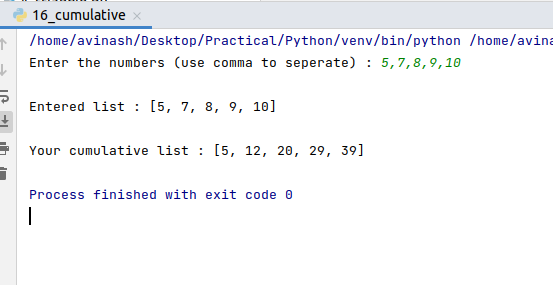 16_cumulative
/home/avinash/Desktop/Practical/Python/venv/bin/python /home/avina
Enter the numbers (use comma to seperate) : 5,7,8,9,10
Entered list : [5, 7, 8, 9, 10]
Your cumulative list : [5, 12, 20, 29, 39]
Process finished with exit code 0